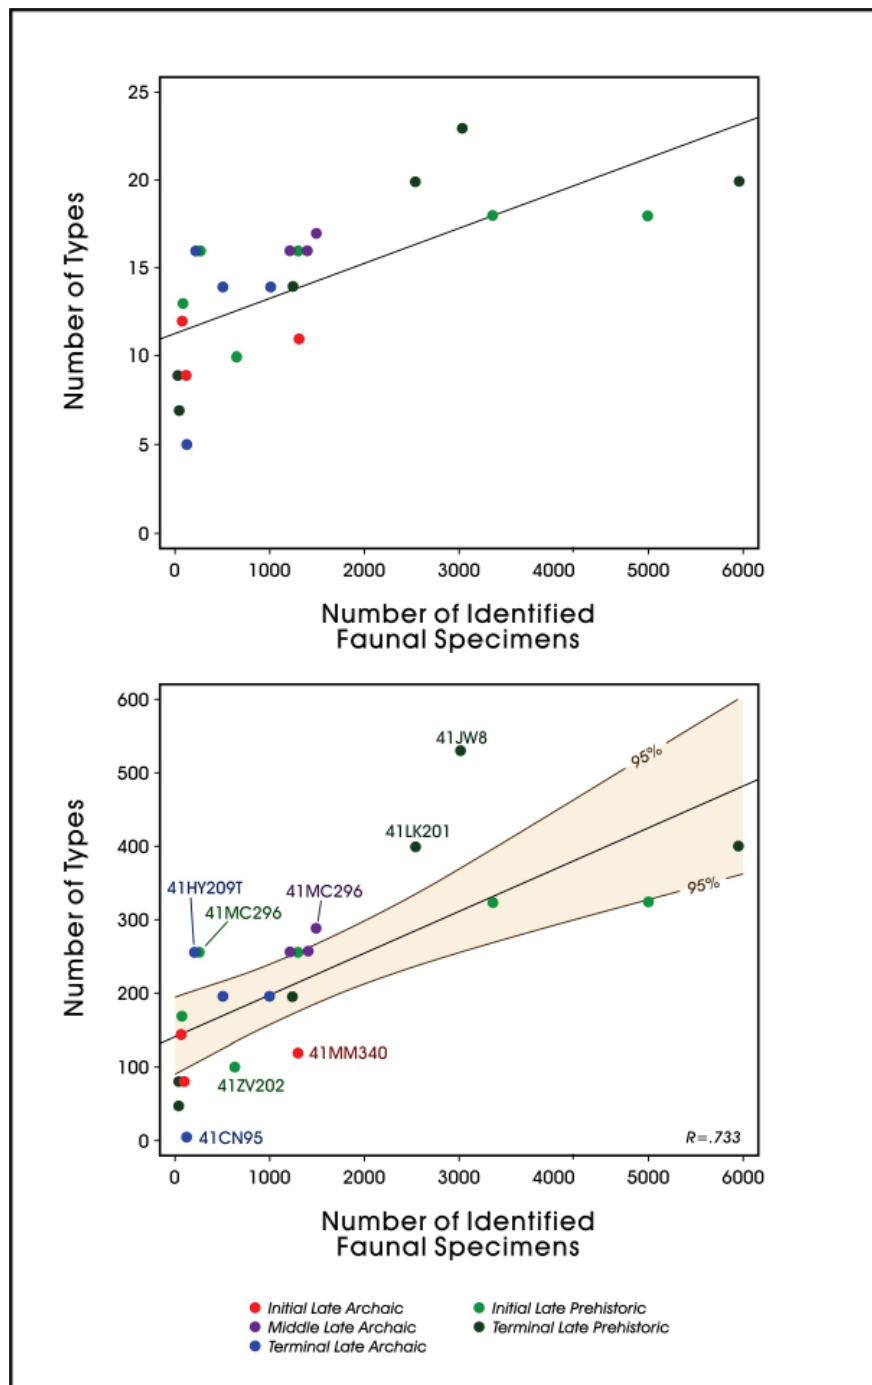 25
20
15
10
5
0
Number of Types
0 1000 2000 3000 4000 5000 6000
Number of Identified
Faunal Specimens
600
500
400
300
200
100
0
Number of Types
41JW8
95%
41LK201
41HY209T
41MC296
41MC296
95%
41MM340
41ZV202
41CN95
R=.733
0 1000 2000 3000 4000 5000 6000
Number of Identified
Faunal Specimens
Initial Late Archaic
Middle Late Archaic
Terminal Late Archaic
Initial Late Prehistoric
Terminal Late Prehistoric